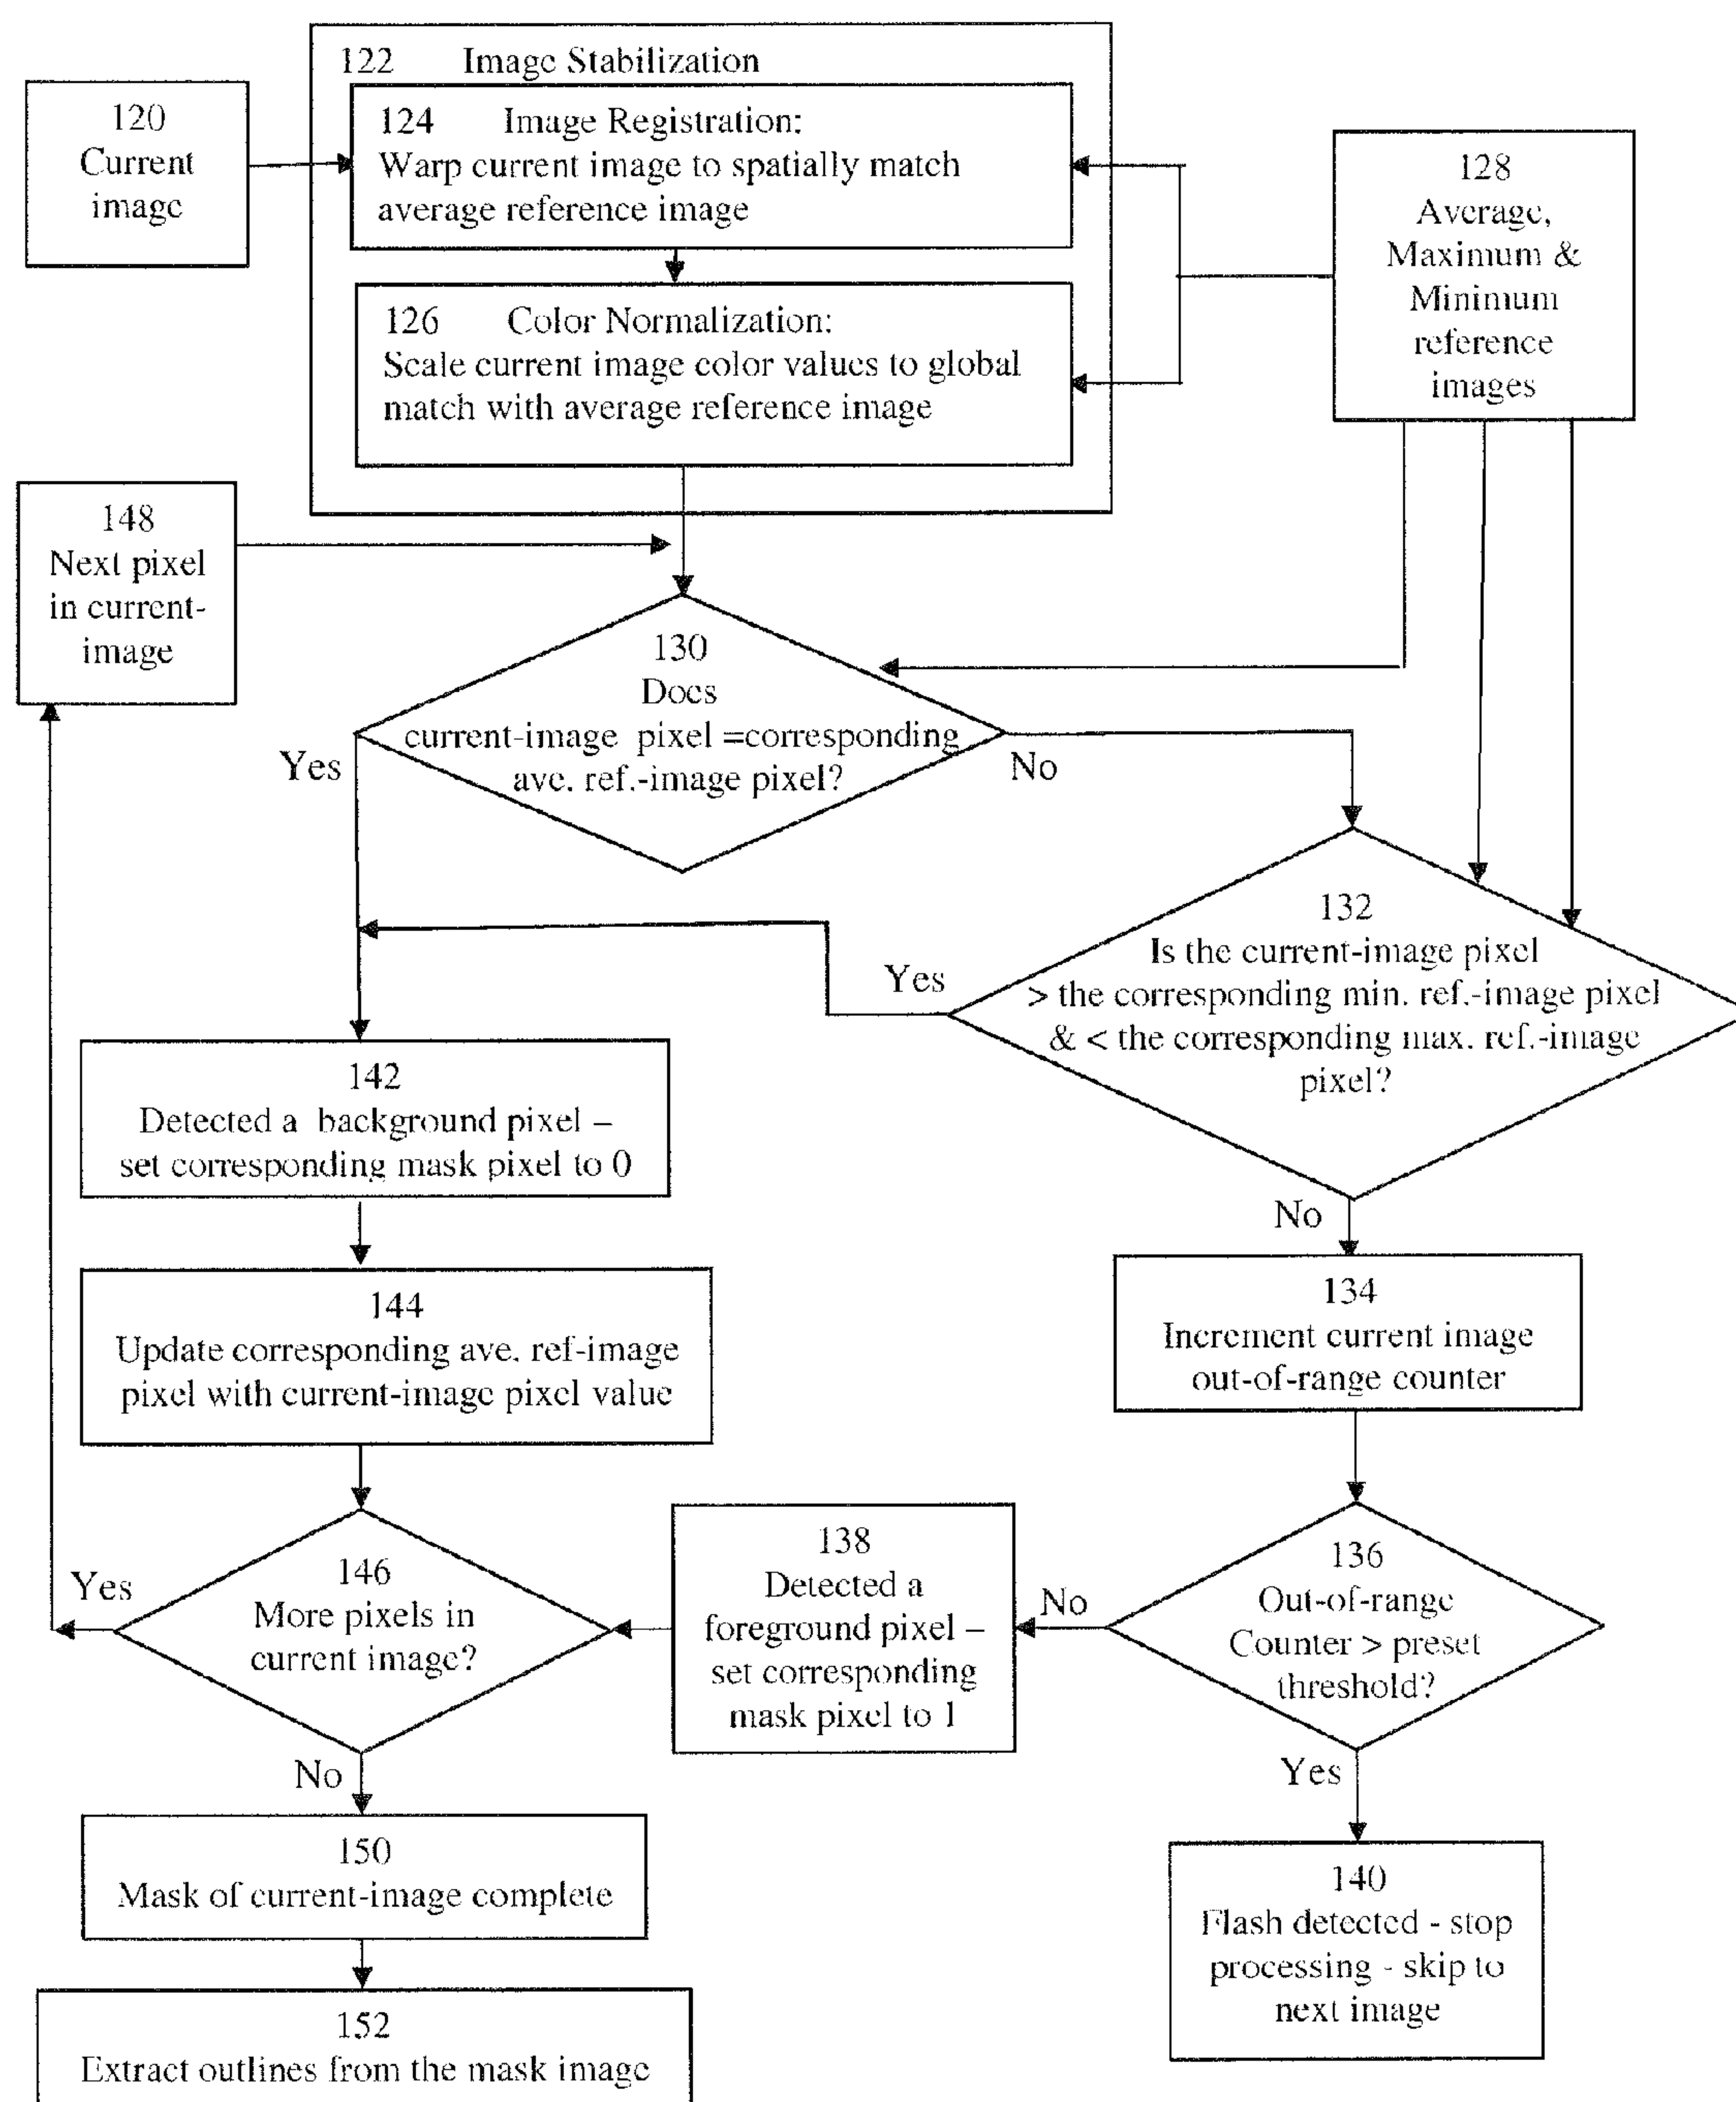 122 Image Stabilization
120
Current
image
124 Image Registration:
Warp current image to spatially match
average reference image
128
Average,
Maximum &
Minimum
reference
images
126 Color Normalization:
Scale current image color values to global
match with average reference image
148
Next pixel
in current-
image
130
Does
current-image pixel =corresponding
ave. ref.-image pixel?
Yes
No
132
Is the current-image pixel
> the corresponding min. ref.-image pixel
& < the corresponding max. ref.-image
pixel?
Yes
No
142
Detected a background pixel –
set corresponding mask pixel to 0
144
Update corresponding ave. ref-image
pixel with current-image pixel value
134
Increment current image
out-of-range counter
136
Out-of-range
Counter > preset
threshold?
No
Yes
138
Detected a
foreground pixel –
set corresponding
mask pixel to 1
146
More pixels in
current image?
Yes
No
150
Mask of current-image complete
140
Flash detected - stop
processing - skip to
next image
152
Extract outlines from the mask image